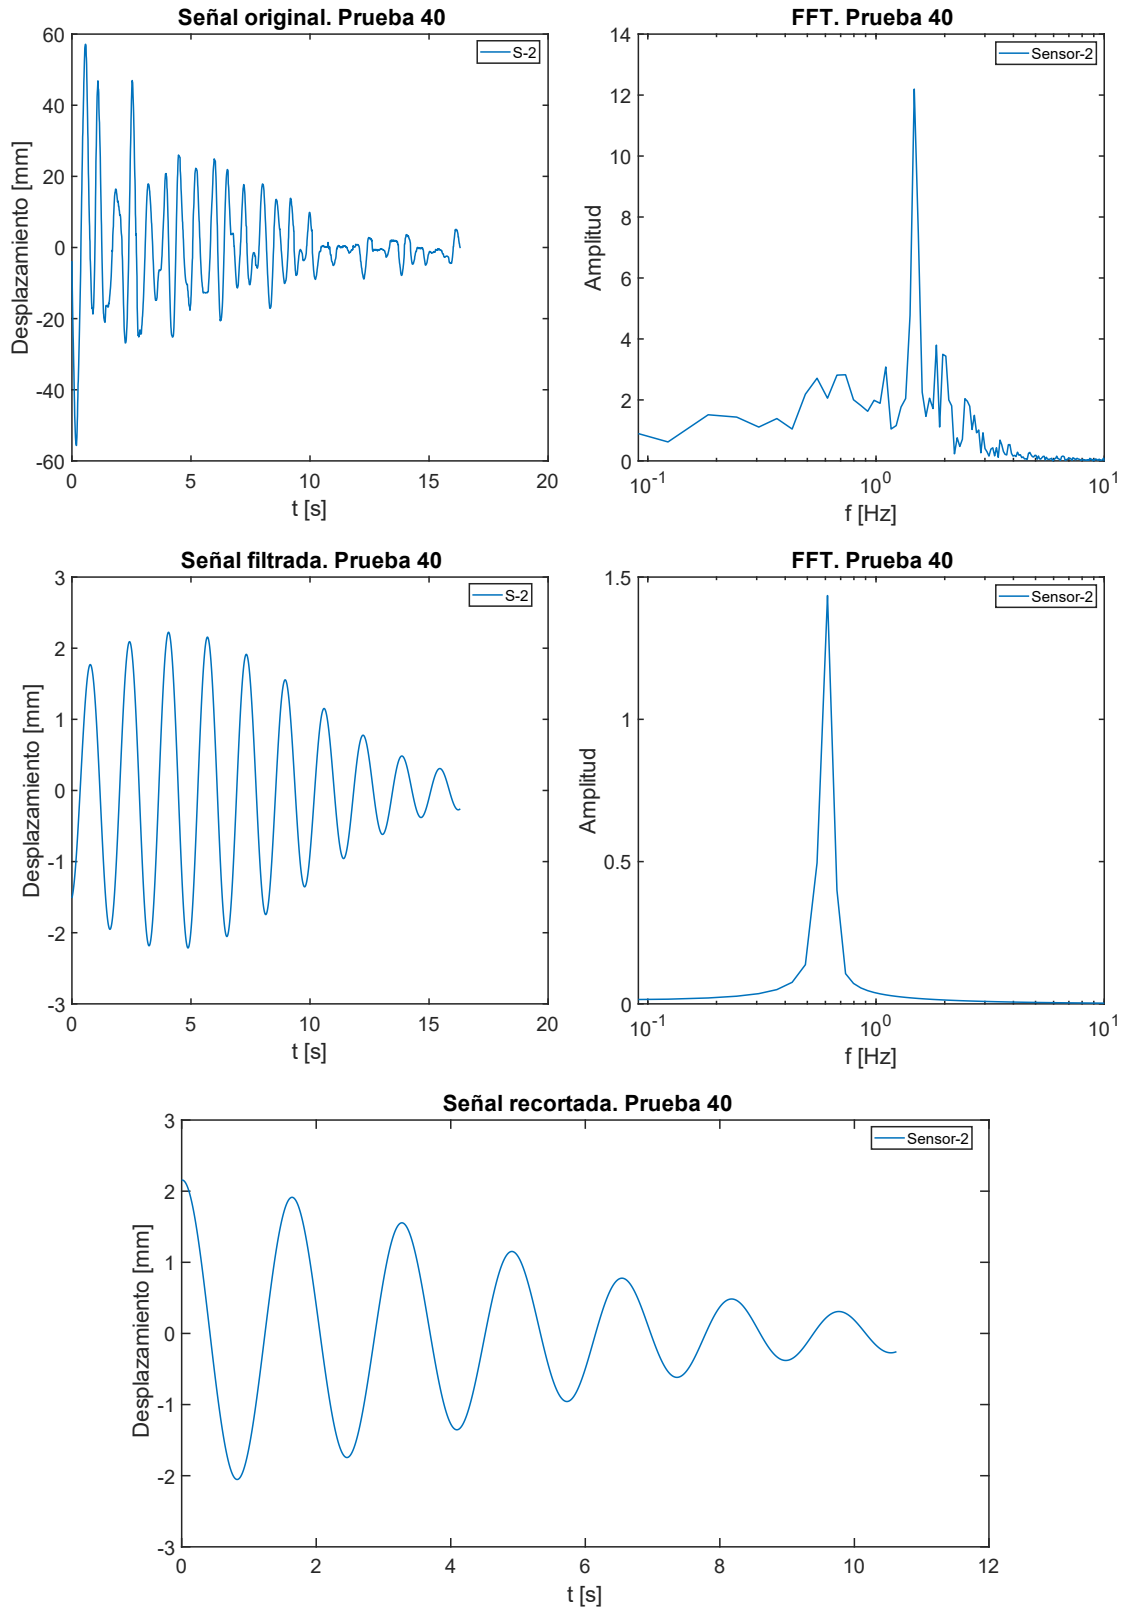 Señal original. Prueba 40
60
40
20
0
-20
-40
-60
Desplazamiento [mm]
0 5 10 15 20
t [s]
S-2
FFT. Prueba 40
14
12
10
8
6
4
2
0
Amplitud
10^-1 10^0 10^1
f [Hz]
Sensor-2
Señal filtrada. Prueba 40
3
2
1
0
-1
-2
-3
Desplazamiento [mm]
0 5 10 15 20
t [s]
S-2
FFT. Prueba 40
1.5
1
0.5
0
Amplitud
10^-1 10^0 10^1
f [Hz]
Sensor-2
Señal recortada. Prueba 40
3
2
1
0
-1
-2
-3
Desplazamiento [mm]
0 2 4 6 8 10 12
t [s]
Sensor-2